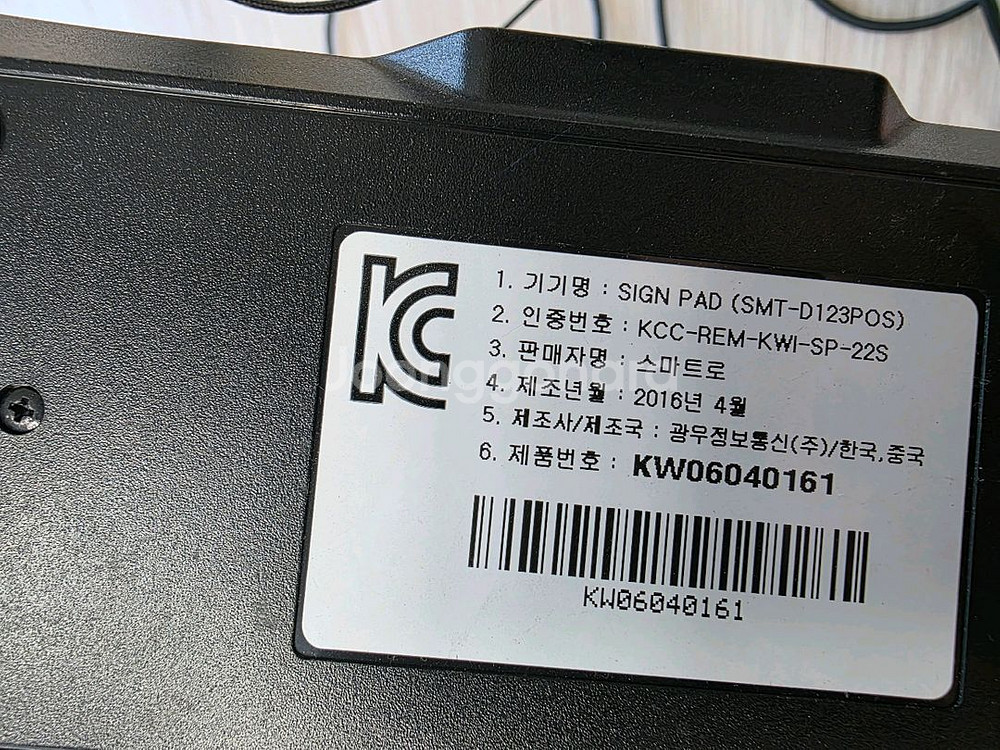 KC
1. 기기명 : SIGN PAD (SMT-D123POS)
2. 인증번호 : KCC-REM-KWI-SP-22S
3. 판매자명 : 스마트로
Joonggonara
4. 제조년월 : 2016년 4월
5. 제조사/제조국 : 광우정보통신(주)/한국,중국
6. 제품번호 : KW06040161
KW06040161